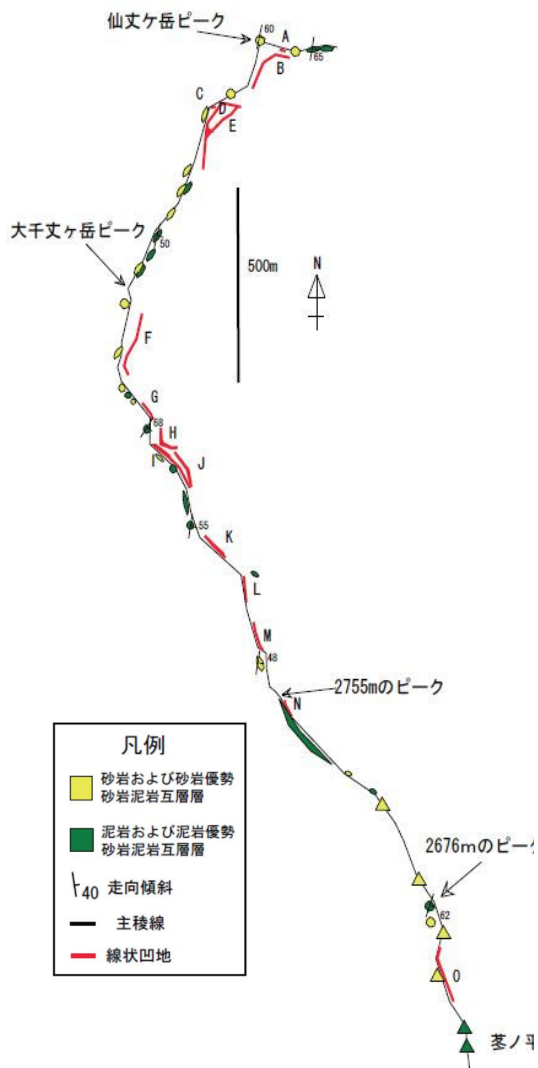 仙丈ケ岳ピーク
60
A
65
B
C
D
E
大千丈ヶ岳ピーク
50
500m
N
F
G
68
H
I
J
55
K
L
M
48
2755mのピーク
N
凡例
砂岩および砂岩優勢
砂岩泥岩互層層
泥岩および泥岩優勢
砂岩泥岩互層層
40 走向傾斜
主稜線
線状凹地
2676mのピーク
62
O
茎ノ平